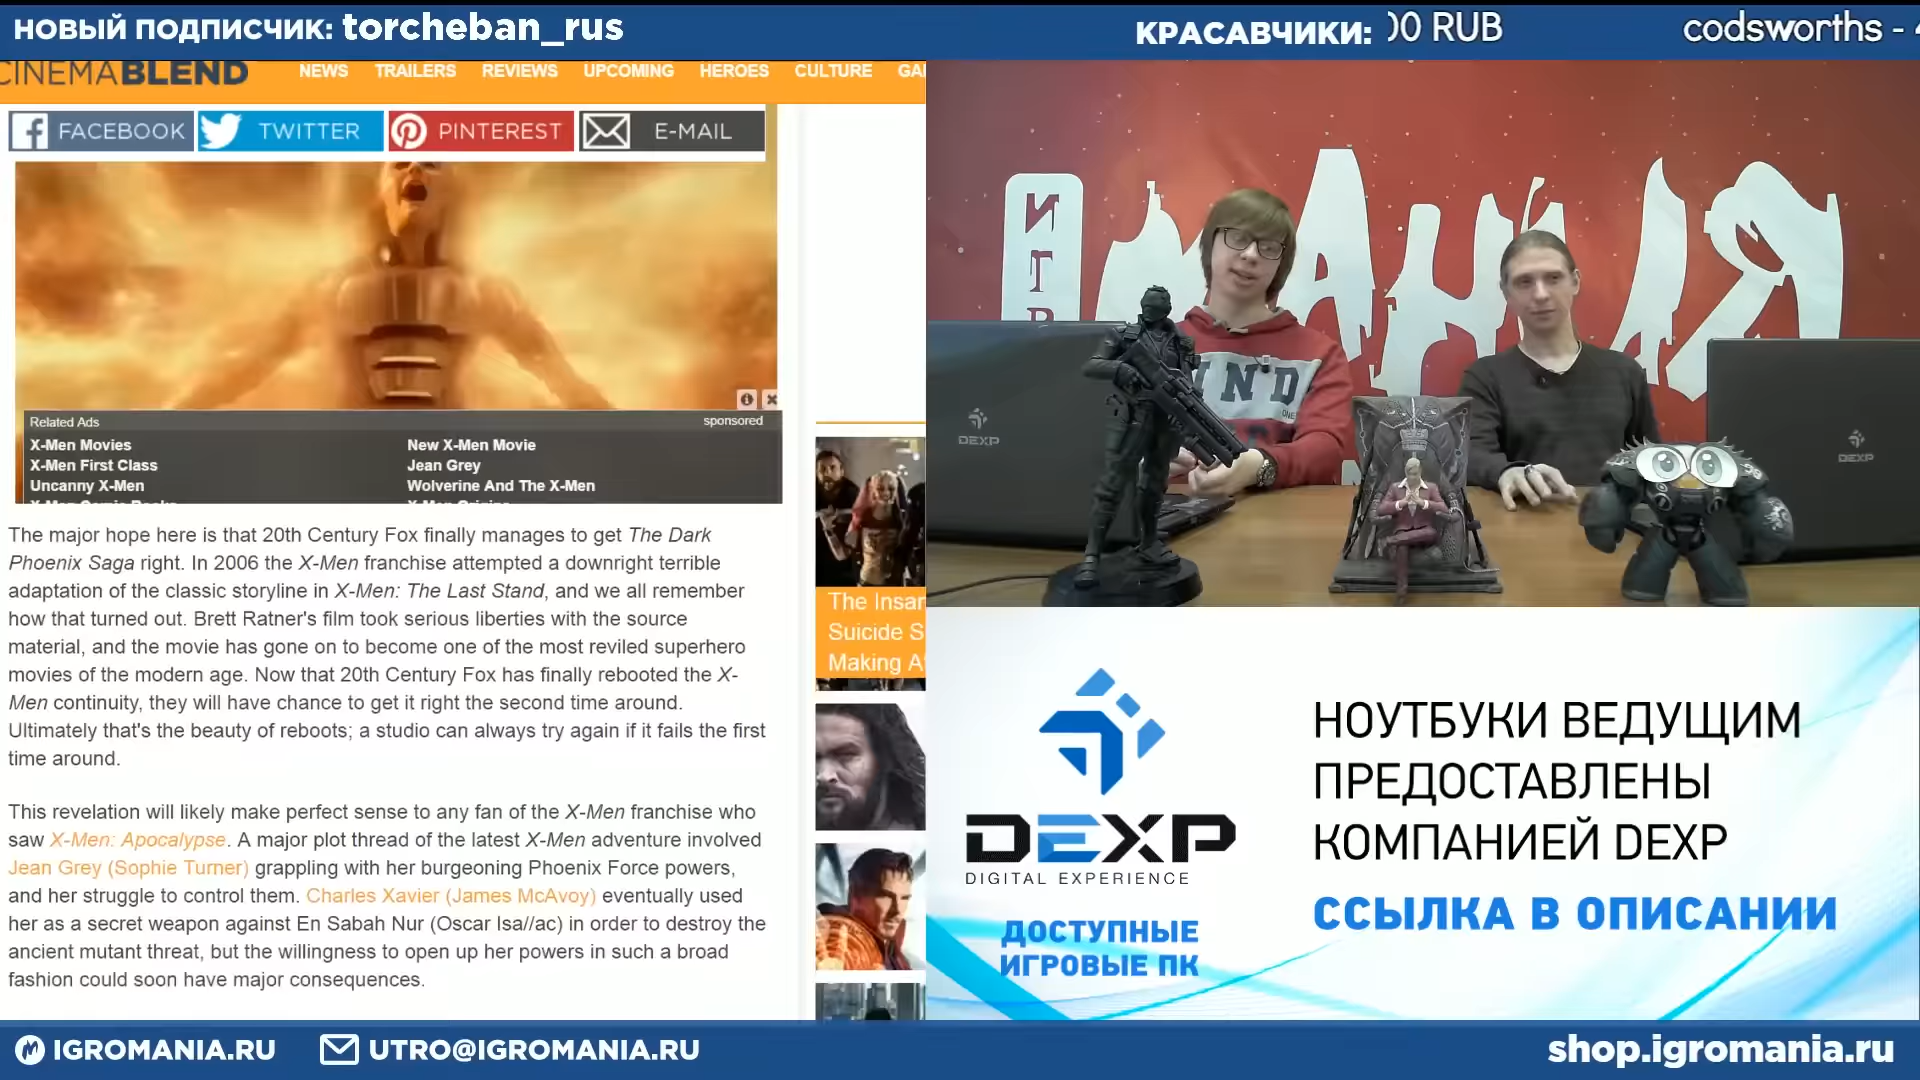 НОВЫЙ ПОДПИСЧИК: torcheban_rus
КРАСАВЧИКИ: 00 RUB codsworths -
CINEMABLEND
NEWS TRAILERS REVIEWS UPCOMING HEROES CULTURE
FACEBOOK TWITTER PINTEREST E-MAIL
Related Ads sponsored
X-Men Movies New X-Men Movie
X-Men First Class Jean Grey
Uncanny X-Men Wolverine And The X-Men
The major hope here is that 20th Century Fox finally manages to get The Dark
Phoenix Saga right. In 2006 the X-Men franchise attempted a downright terrible
adaptation of the classic storyline in X-Men: The Last Stand, and we all remember
how that turned out. Brett Ratner's film took serious liberties with the source
material, and the movie has gone on to become one of the most reviled superhero
movies of the modern age. Now that 20th Century Fox has finally rebooted the X-
Men continuity, they will have chance to get it right the second time around.
Ultimately that's the beauty of reboots; a studio can always try again if it fails the first
time around.
This revelation will likely make perfect sense to any fan of the X-Men franchise who
saw X-Men: Apocalypse. A major plot thread of the latest X-Men adventure involved
Jean Grey (Sophie Turner) grappling with her burgeoning Phoenix Force powers,
and her struggle to control them. Charles Xavier (James McAvoy) eventually used
her as a secret weapon against En Sabah Nur (Oscar Isa//ac) in order to destroy the
ancient mutant threat, but the willingness to open up her powers in such a broad
fashion could soon have major consequences.
The Insar
Suicide S
Making A
DEXP
DEXP
DEXP
DIGITAL EXPERIENCE
ДОСТУПНЫЕ
ИГРОВЫЕ ПК
НОУТБУКИ ВЕДУЩИМ
ПРЕДОСТАВЛЕНЫ
КОМПАНИЕЙ DEXP
ССЫЛКА В ОПИСАНИИ
IGROMANIA.RU UTRO@IGROMANIA.RU
shop.igromania.ru